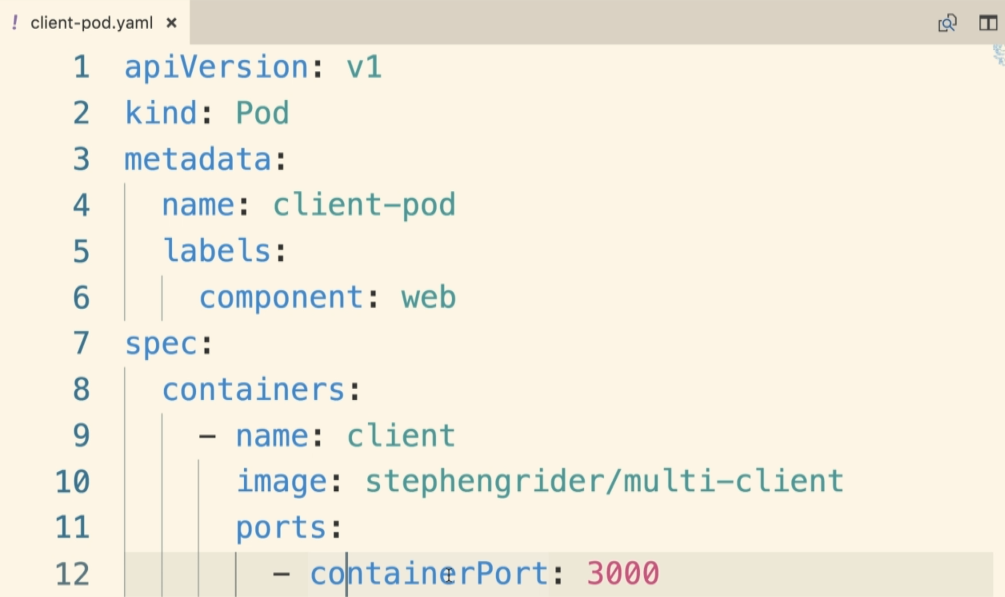 ! client-pod.yaml ×
1 apiVersion: v1
2 kind: Pod
3 metadata:
4   name: client-pod
5   labels:
6     component: web
7 spec:
8   containers:
9     - name: client
10       image: stephengrider/multi-client
11       ports:
12         - containerPort: 3000